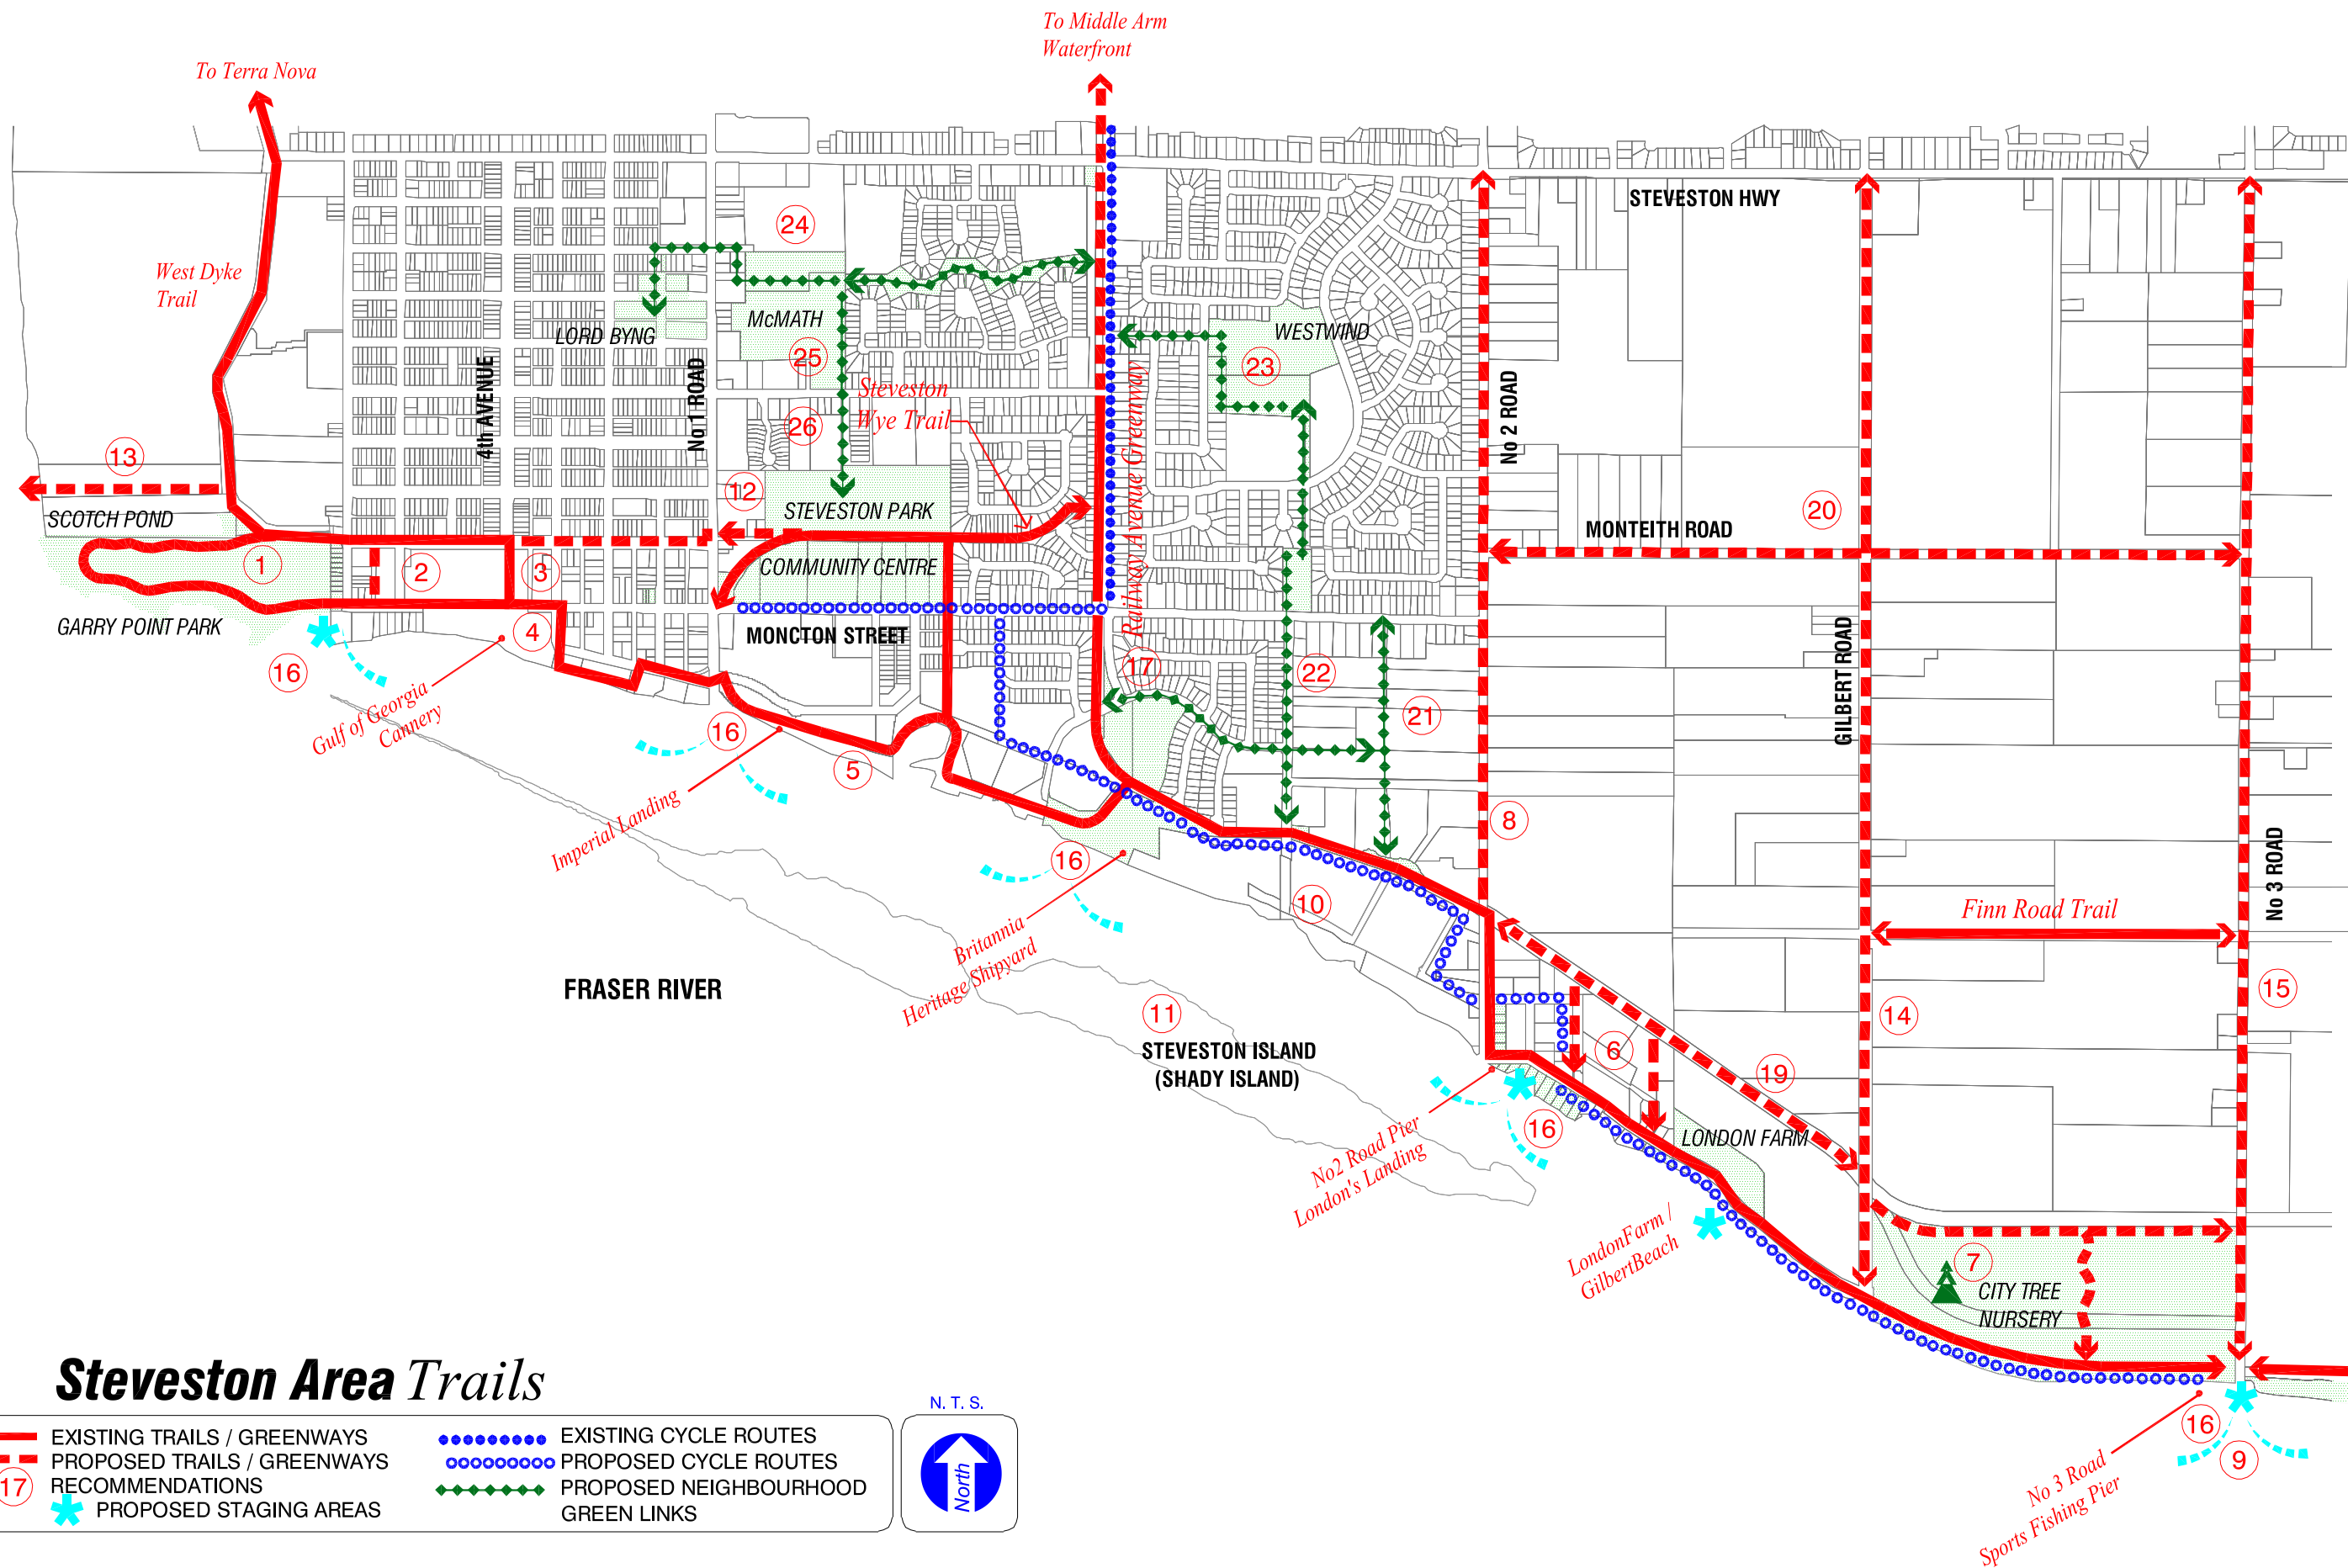 To Middle Arm
Waterfront
To Terra Nova
STEVESTON HWY
24
West Dyke
Trail
McMATH
LORD BYNG
WESTWIND
25
23
4th AVENUE
No 1 ROAD
Steveston
Wye Trail
26
Railway Avenue Greenway
No 2 ROAD
13
12
20
SCOTCH POND
STEVESTON PARK
MONTEITH ROAD
1
2
3
COMMUNITY CENTRE
GARRY POINT PARK
4
MONCTON STREET
16
17
22
21
GILBERT ROAD
Gulf of Georgia
Cannery
16
5
Imperial Landing
8
No 3 ROAD
16
10
Finn Road Trail
Britannia
Heritage Shipyard
FRASER RIVER
11
STEVESTON ISLAND
(SHADY ISLAND)
6
14
15
19
16
No2 Road Pier
London's Landing
LONDON FARM
LondonFarm /
GilbertBeach
7
CITY TREE
NURSERY
16
9
No 3 Road
Sports Fishing Pier
Steveston Area Trails
N. T. S.
North
EXISTING TRAILS / GREENWAYS
PROPOSED TRAILS / GREENWAYS
17 RECOMMENDATIONS
PROPOSED STAGING AREAS
EXISTING CYCLE ROUTES
PROPOSED CYCLE ROUTES
PROPOSED NEIGHBOURHOOD
GREEN LINKS